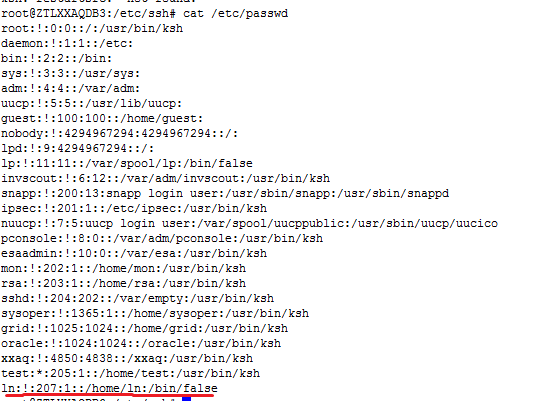 root@ZTLXXAQDB3:/etc/ssh# cat /etc/passwd
root:!:0:0::/:/usr/bin/ksh
daemon:!:1:1::/etc:
bin:!:2:2::/bin:
sys:!:3:3::/usr/sys:
adm:!:4:4::/var/adm:
uucp:!:5:5::/usr/lib/uucp:
guest:!:100:100::/home/guest:
nobody:!:4294967294:4294967294::/:
lpd:!:9:4294967294::/:
lp:!:11:11::/var/spool/lp:/bin/false
invscout:!:6:12::/var/adm/invscout:/usr/bin/ksh
snapp:!:200:13:snapp login user:/usr/sbin/snapp:/usr/sbin/snappd
ipsec:!:201:1::/etc/ipsec:/usr/bin/ksh
nuucp:!:7:5:uucp login user:/var/spool/uucppublic:/usr/sbin/uucp/uucico
pconsole:!:8:0::/var/adm/pconsole:/usr/bin/ksh
esaadmin:!:10:0::/var/esa:/usr/bin/ksh
mon:!:202:1::/home/mon:/usr/bin/ksh
rsa:!:203:1::/home/rsa:/usr/bin/ksh
sshd:!:204:202::/var/empty:/usr/bin/ksh
sysoper:!:1365:1::/home/sysoper:/usr/bin/ksh
grid:!:1025:1024::/home/grid:/usr/bin/ksh
oracle:!:1024:1024::/oracle:/usr/bin/ksh
xxaq:!:4850:4838::/xxaq:/usr/bin/ksh
test:*:205:1::/home/test:/usr/bin/ksh
ln:!:207:1::/home/ln:/bin/false